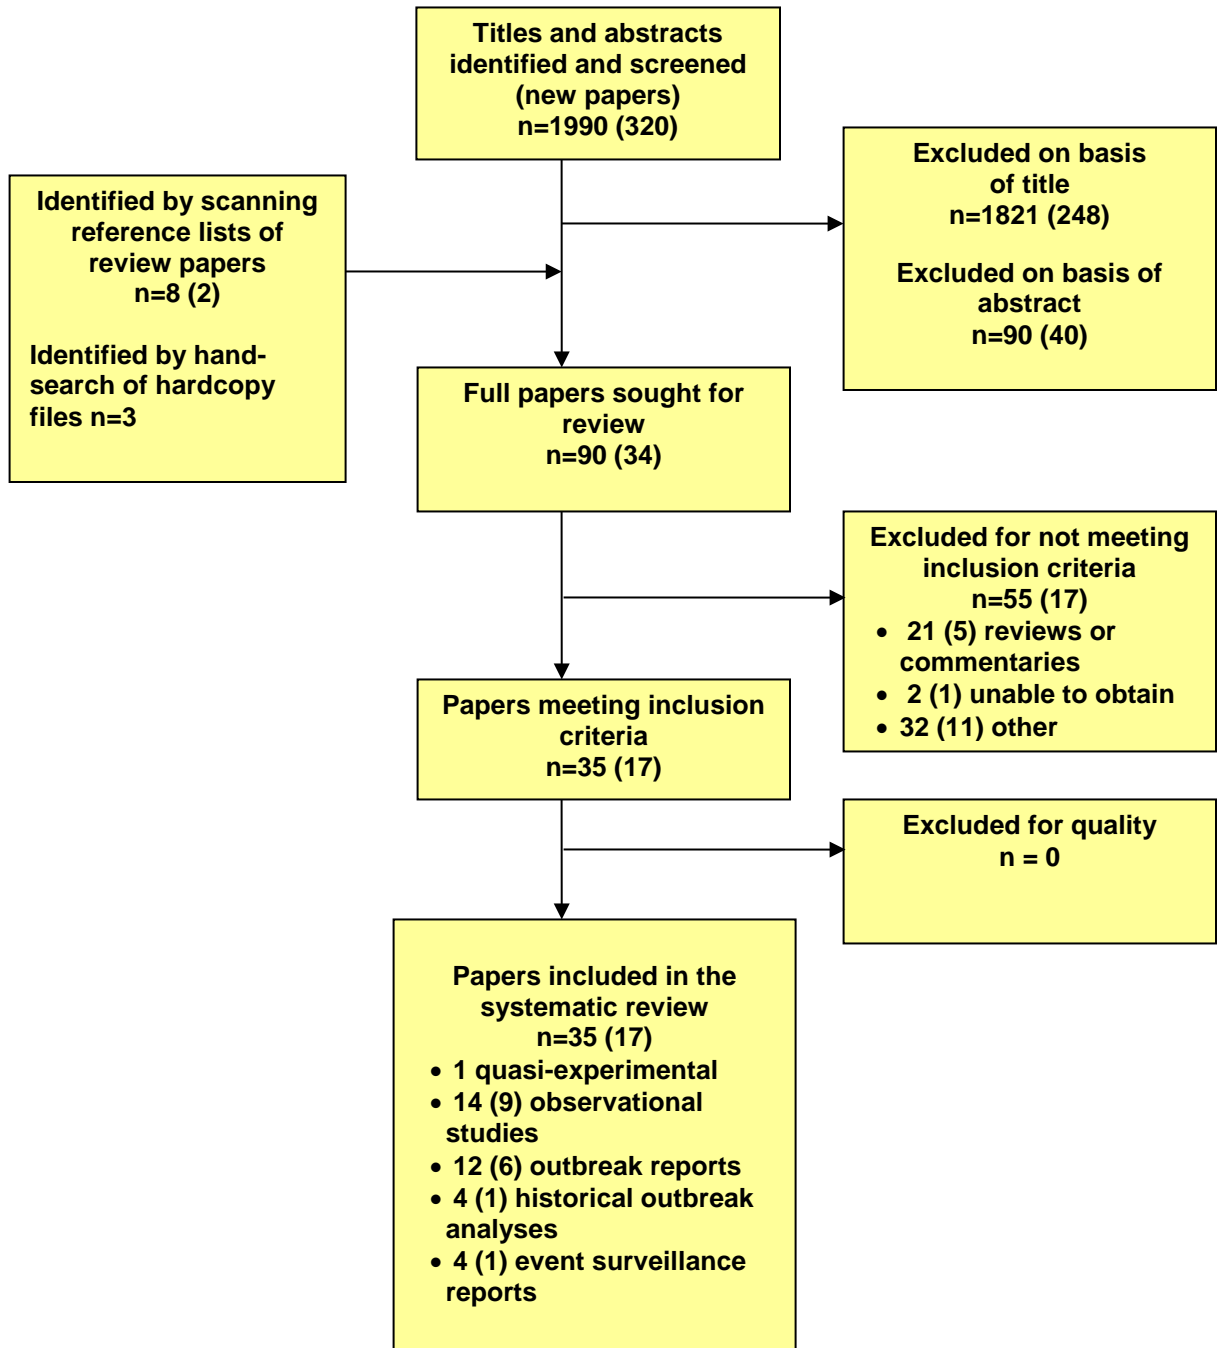 Titles and abstracts
identified and screened
(new papers)
n=1990 (320)
Excluded on basis
of title
n=1821 (248)
Excluded on basis of
abstract
n=90 (40)
Identified by scanning
reference lists of
review papers
n=8 (2)
Identified by hand-
search of hardcopy
files n=3
Full papers sought for
review
n=90 (34)
Excluded for not meeting
inclusion criteria
n=55 (17)
• 21 (5) reviews or
commentaries
• 2 (1) unable to obtain
• 32 (11) other
Papers meeting inclusion
criteria
n=35 (17)
Excluded for quality
n = 0
Papers included in the
systematic review
n=35 (17)
• 1 quasi-experimental
• 14 (9) observational
studies
• 12 (6) outbreak reports
• 4 (1) historical outbreak
analyses
• 4 (1) event surveillance
reports